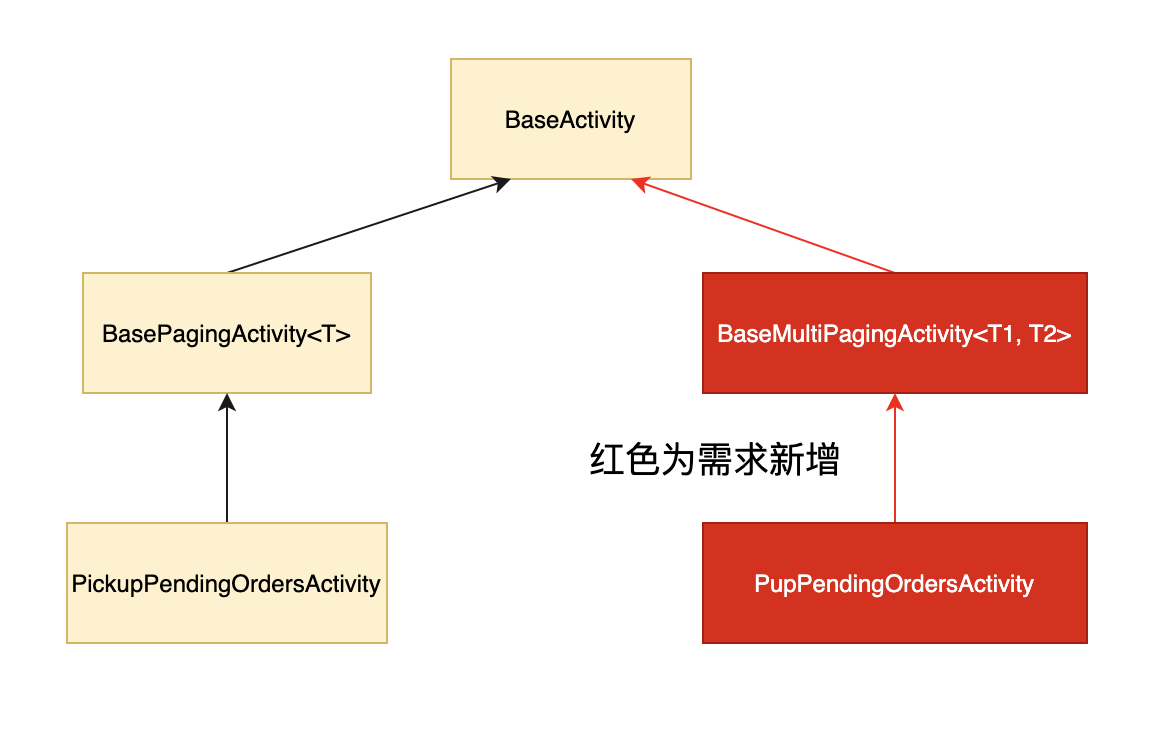 BaseActivity
BasePagingActivity<T>
BaseMultiPagingActivity<T1, T2>
红色为需求新增
PickupPendingOrdersActivity
PupPendingOrdersActivity